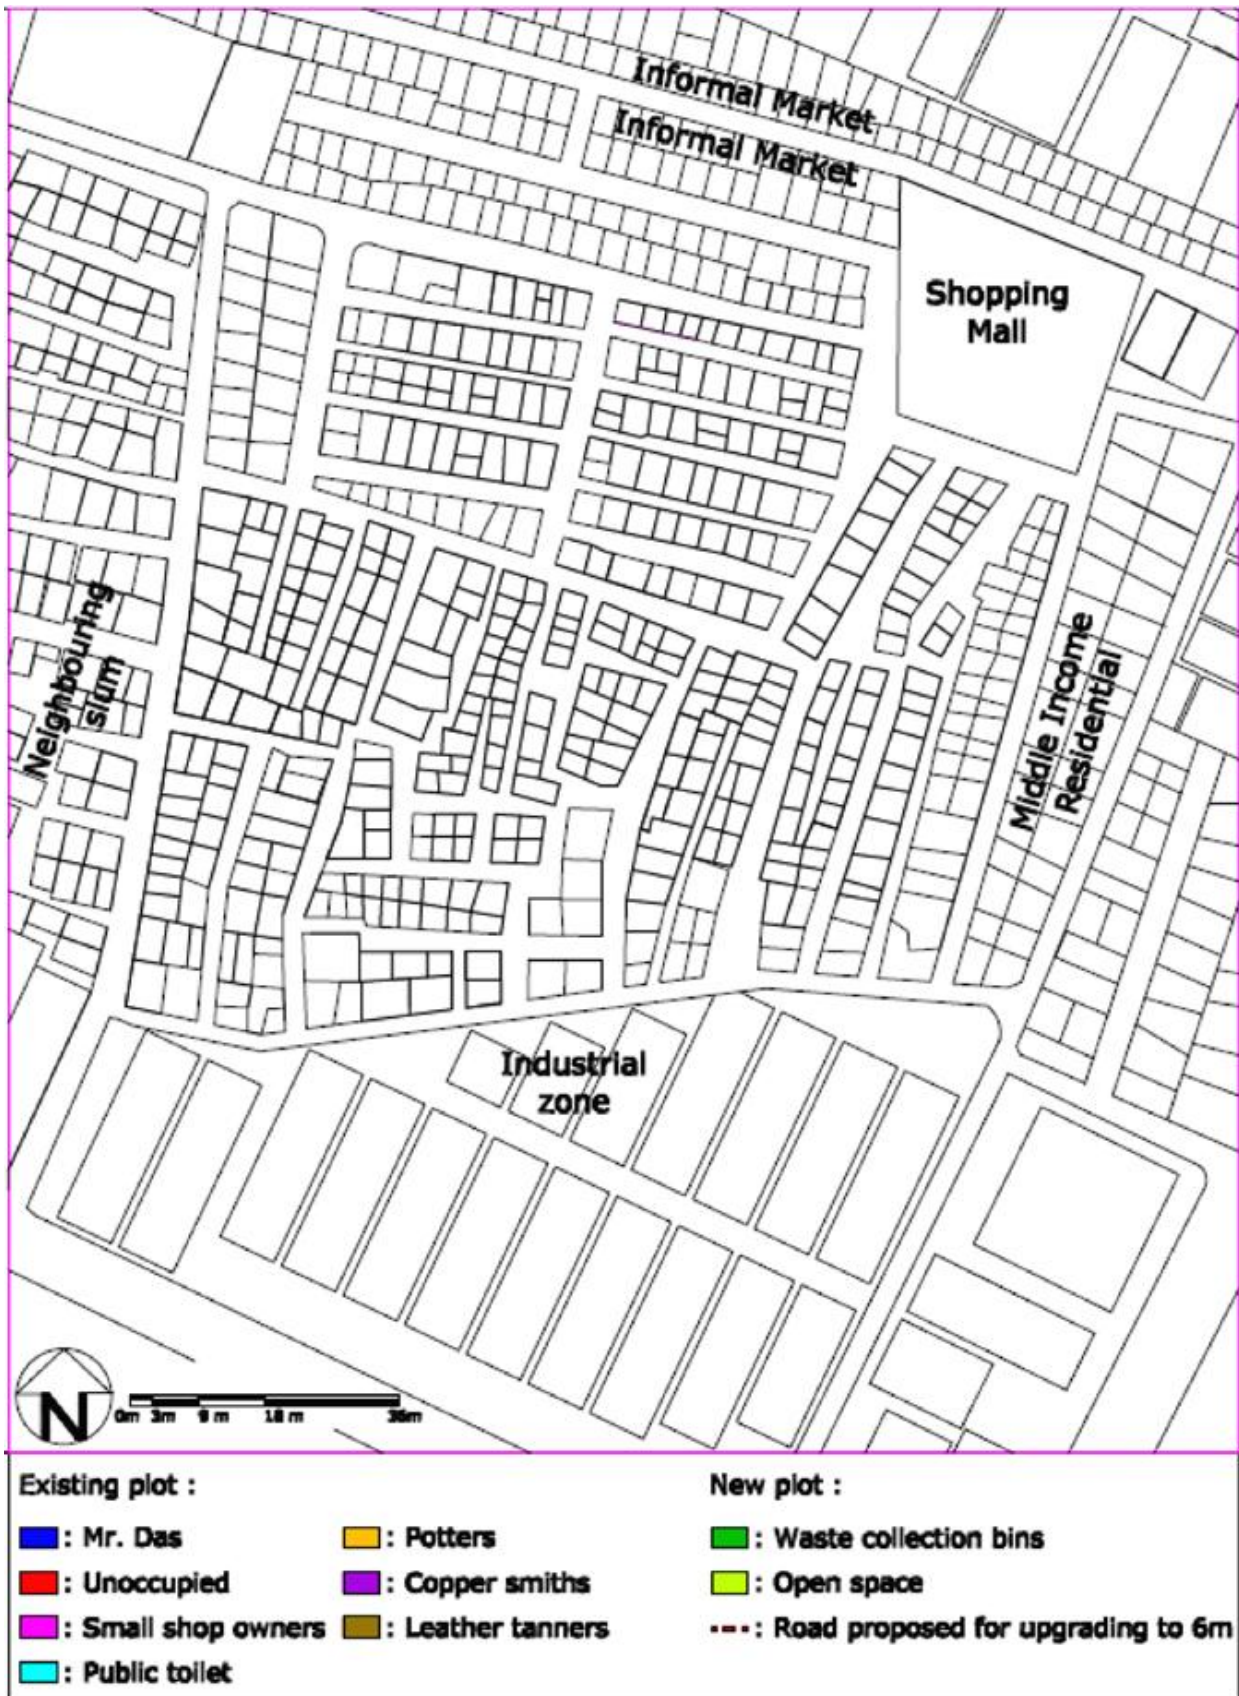 Informal Market
Informal Market
Shopping
Mall
Neighbouring
slum
Middle Income
Residential
Industrial
zone
N
0m 3m 9 m 18 m 36m
Existing plot :
: Mr. Das
: Unoccupied
: Small shop owners
: Public toilet
: Potters
: Copper smiths
: Leather tanners
New plot :
: Waste collection bins
: Open space
: Road proposed for upgrading to 6m